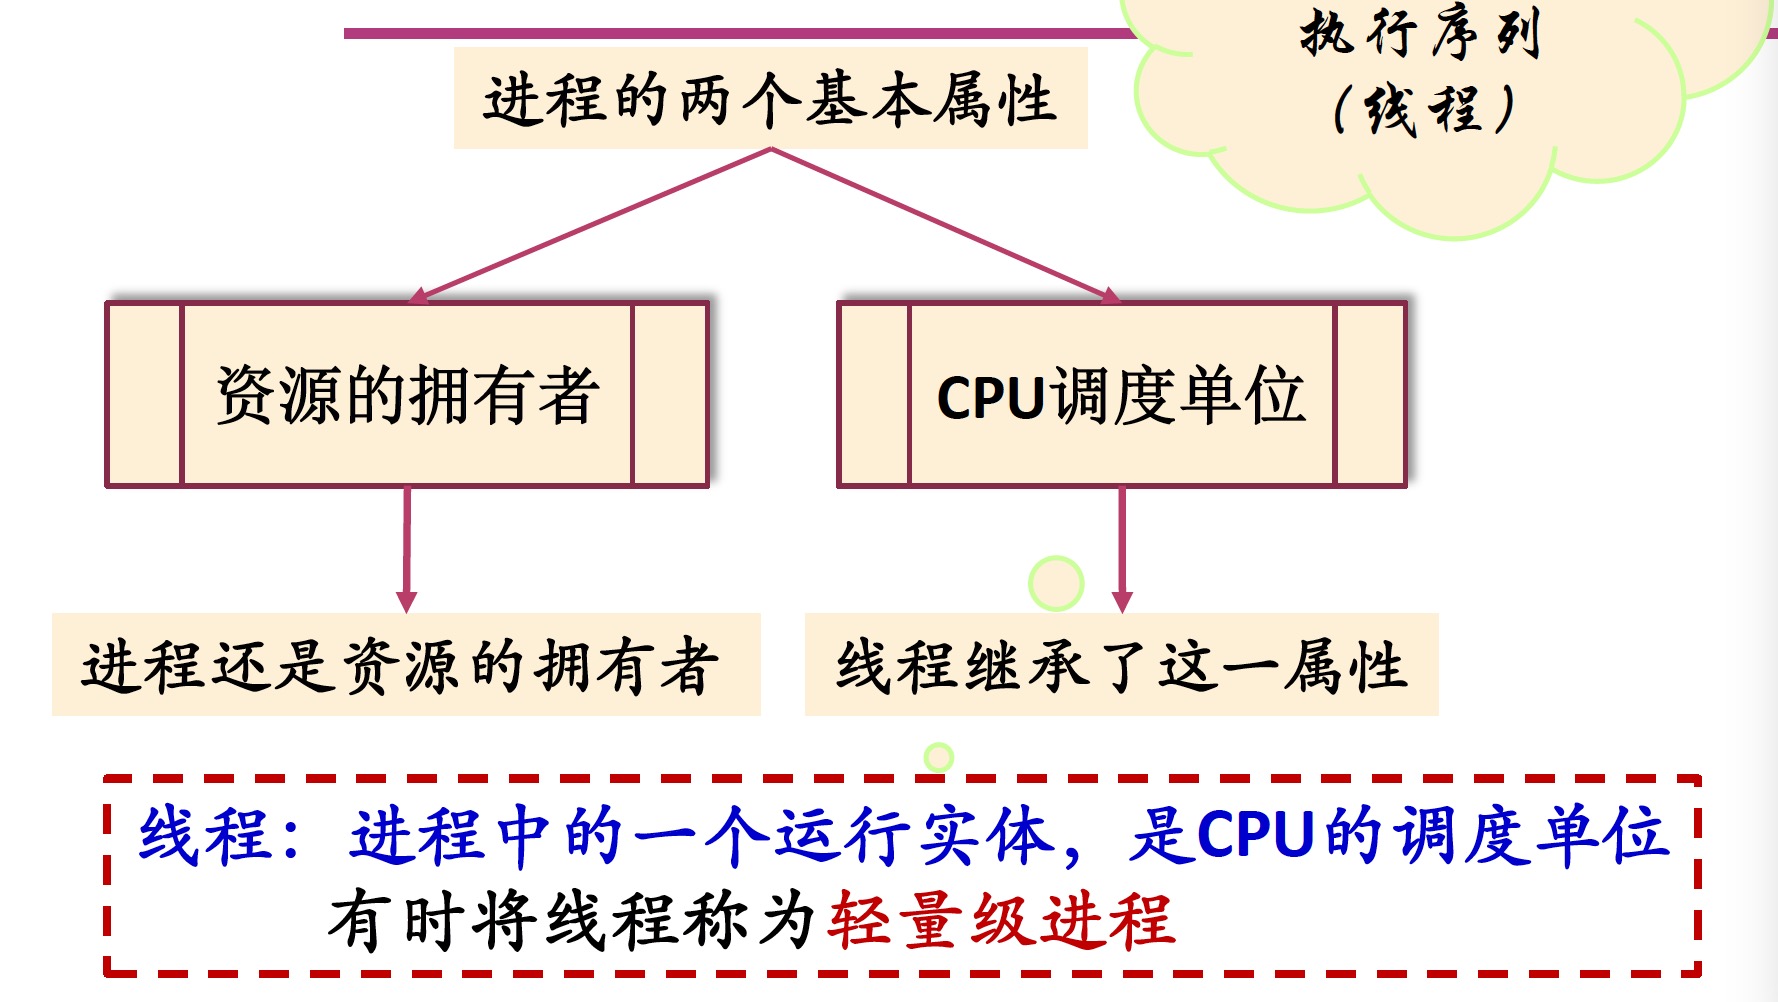 执行序列
（线程）
进程的两个基本属性
资源的拥有者
CPU调度单位
进程还是资源的拥有者
线程继承了这一属性
线程：进程中的一个运行实体，是CPU的调度单位
有时将线程称为轻量级进程